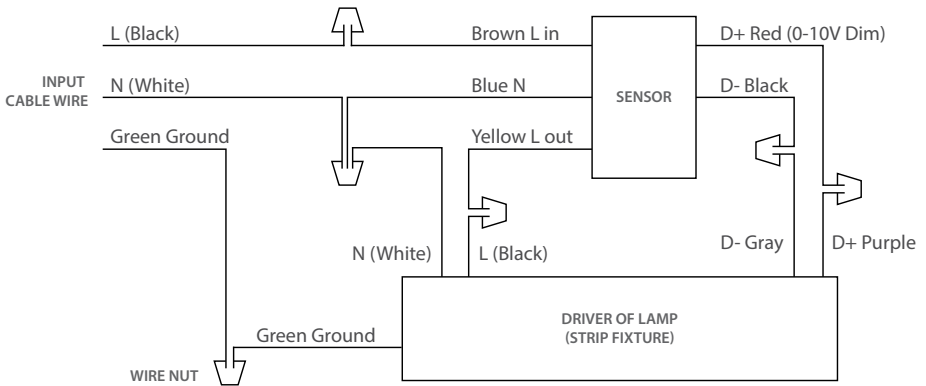 L (Black)
Brown L in
D+ Red (0-10V Dim)
INPUT
CABLE WIRE
N (White)
Blue N
SENSOR
D- Black
Green Ground
Yellow L out
N (White)
L (Black)
D- Gray
D+ Purple
DRIVER OF LAMP
(STRIP FIXTURE)
Green Ground
WIRE NUT